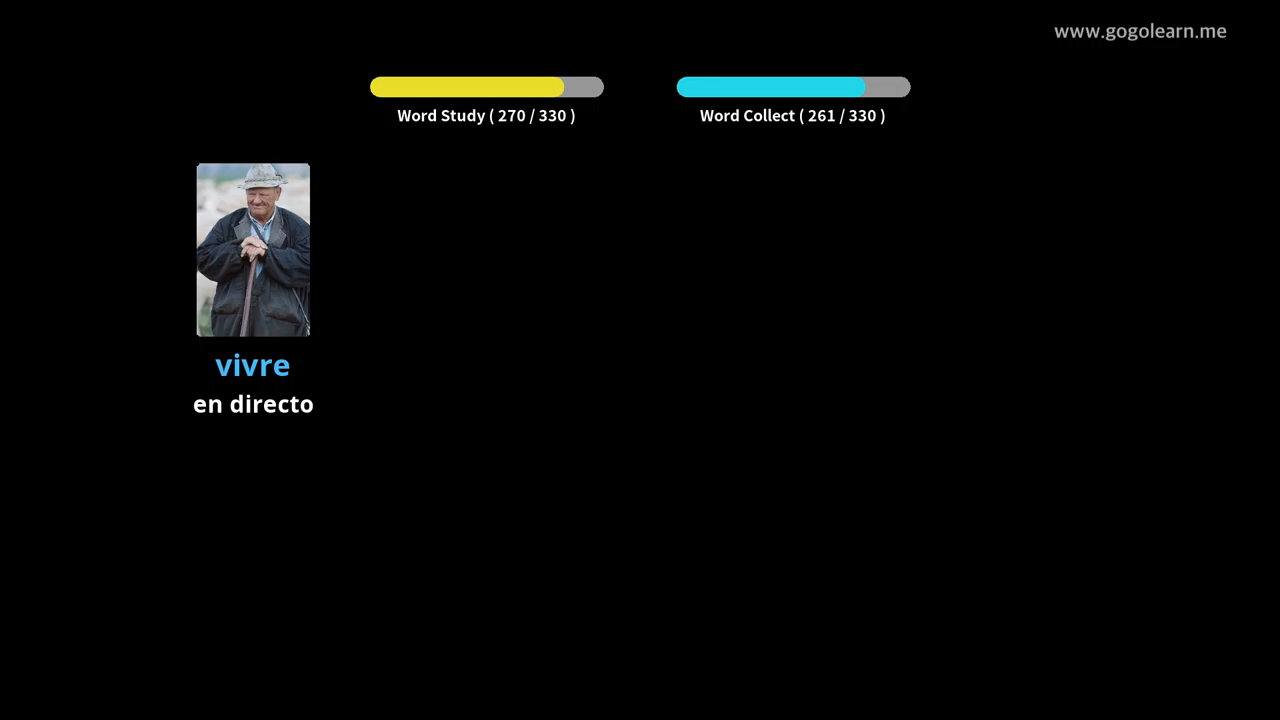 www.gogolearn.me
Word Study ( 270 / 330 )
Word Collect ( 261 / 330 )
vivre
en directo